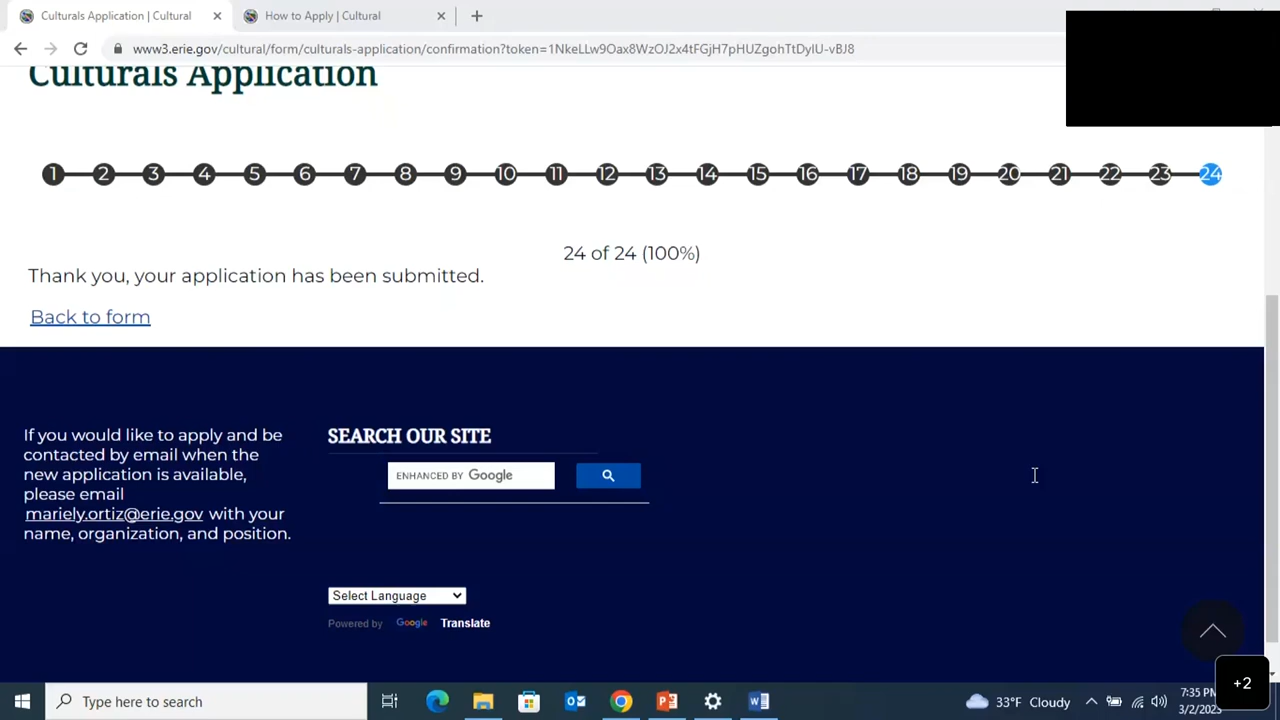 Culturals Application | Cultural
How to Apply | Cultural
www3.erie.gov/cultural/form/culturals-application/confirmation?token=1NkeLLw9Oax8WzOJ2x4tFGjH7pHUZgohTtDylU-vBJ8
Culturals Application
1 2 3 4 5 6 7 8 9 10 11 12 13 14 15 16 17 18 19 20 21 22 23 24
24 of 24 (100%)
Thank you, your application has been submitted.
Back to form
If you would like to apply and be
contacted by email when the
new application is available,
please email
mariely.ortiz@erie.gov with your
name, organization, and position.
SEARCH OUR SITE
ENHANCED BY Google
Select Language
Powered by Google Translate
Type here to search
33°F Cloudy
7:35 PM
+2